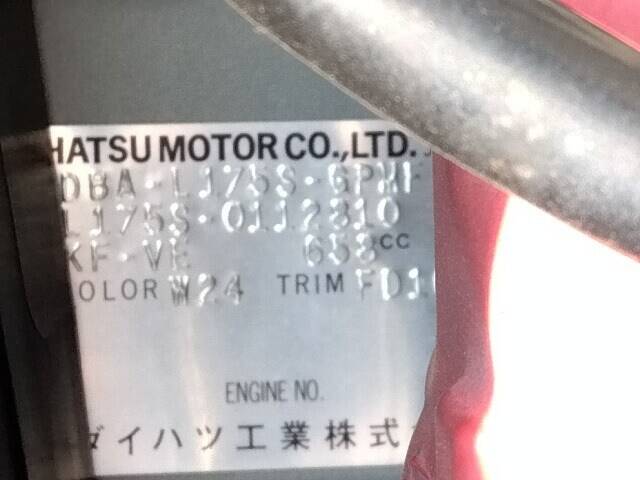 HATSU MOTOR CO.,LTD.
DBA-L175S-GPMF
L175S-0112810
KF-VE 658cc
OLOR W24 TRIM FD1
ENGINE NO.
ダイハツ工業株式